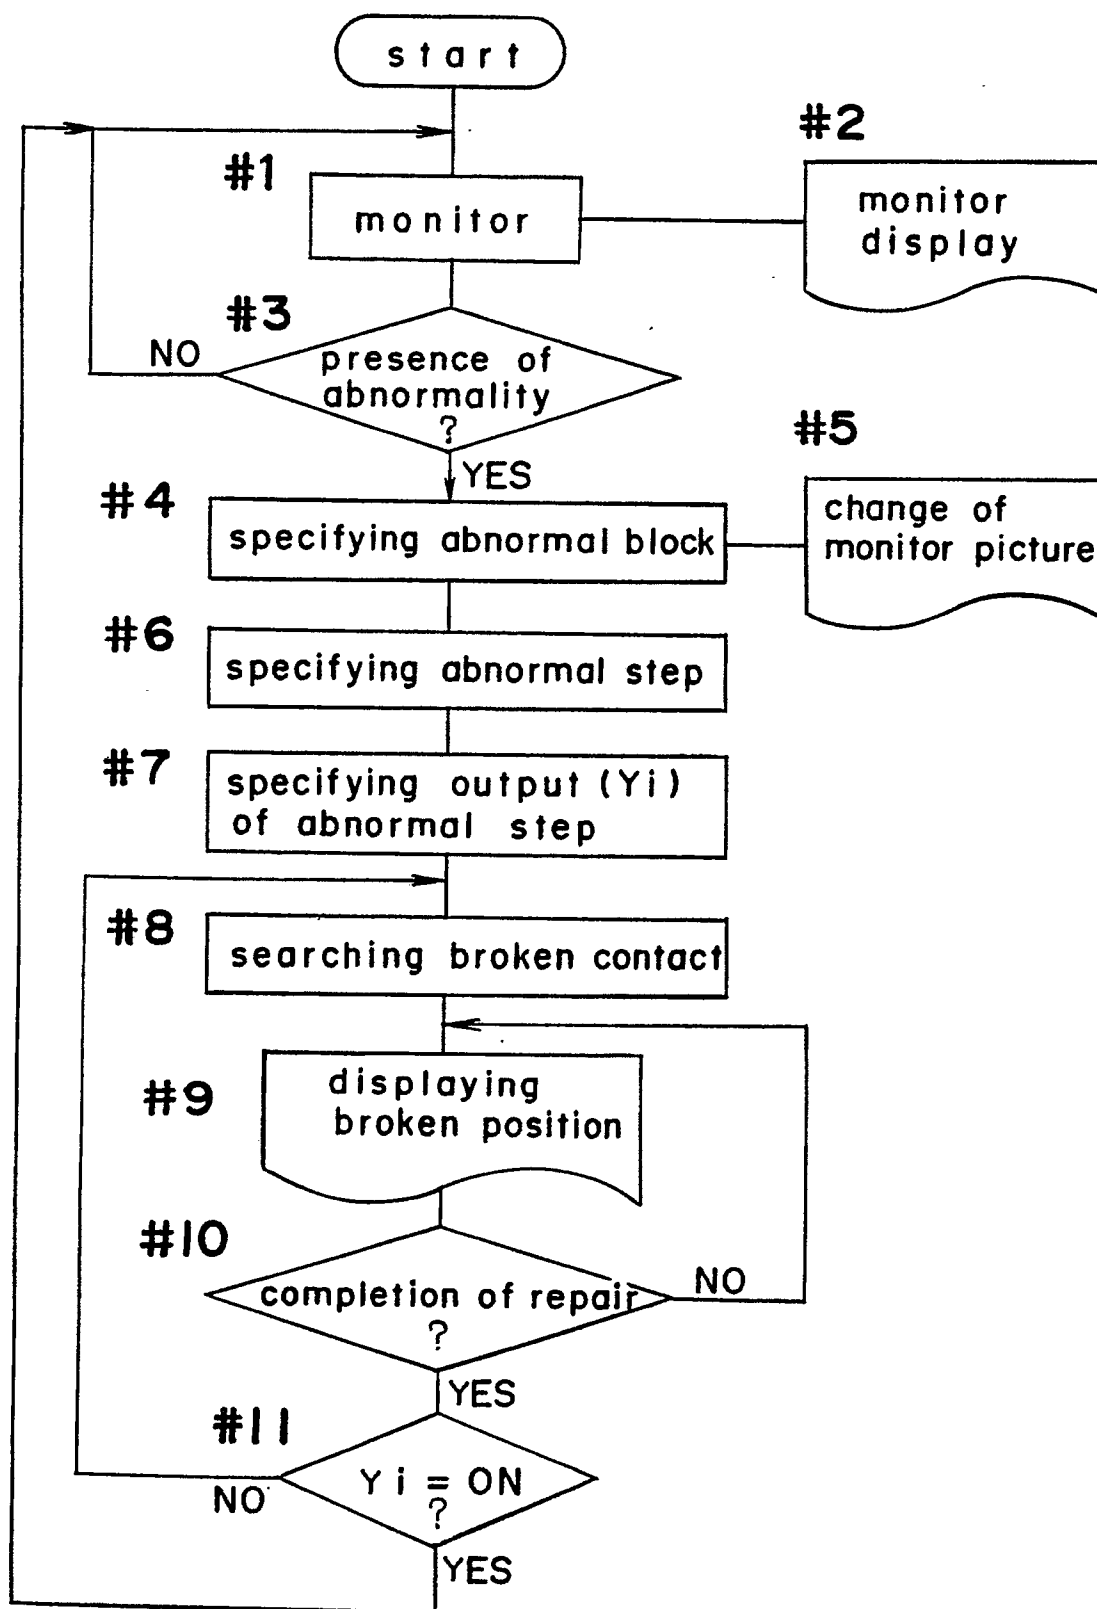 start
#1
monitor
#2
monitor
display
#3
presence of
abnormality
?
NO
YES
#4
specifying abnormal block
#5
change of
monitor picture
#6
specifying abnormal step
#7
specifying output (Yi)
of abnormal step
#8
searching broken contact
#9
displaying
broken position
#10
completion of repair
?
NO
YES
#11
Yi = ON
?
NO
YES